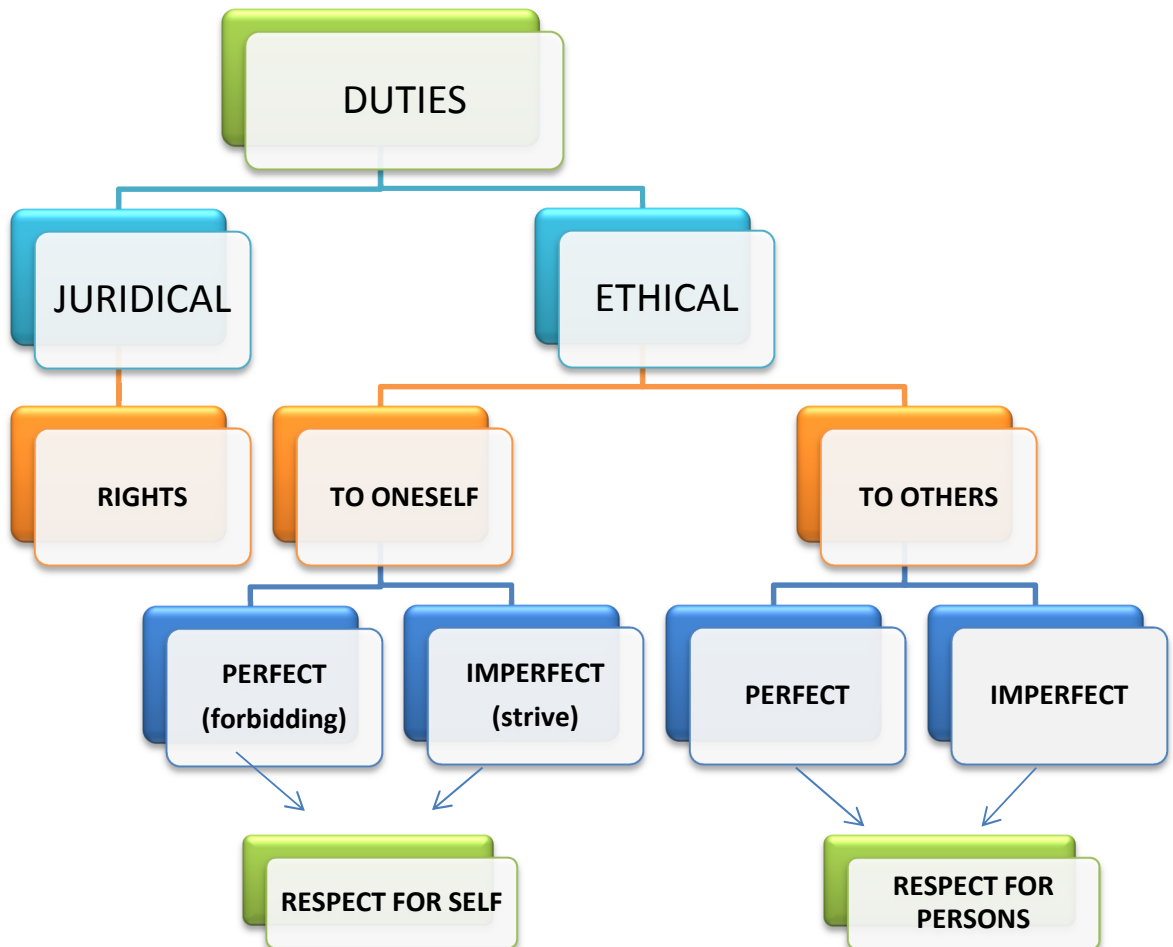 DUTIES
JURIDICAL
ETHICAL
RIGHTS
TO ONESELF
TO OTHERS
PERFECT
(forbidding)
IMPERFECT
(strive)
PERFECT
IMPERFECT
RESPECT FOR SELF
RESPECT FOR
PERSONS